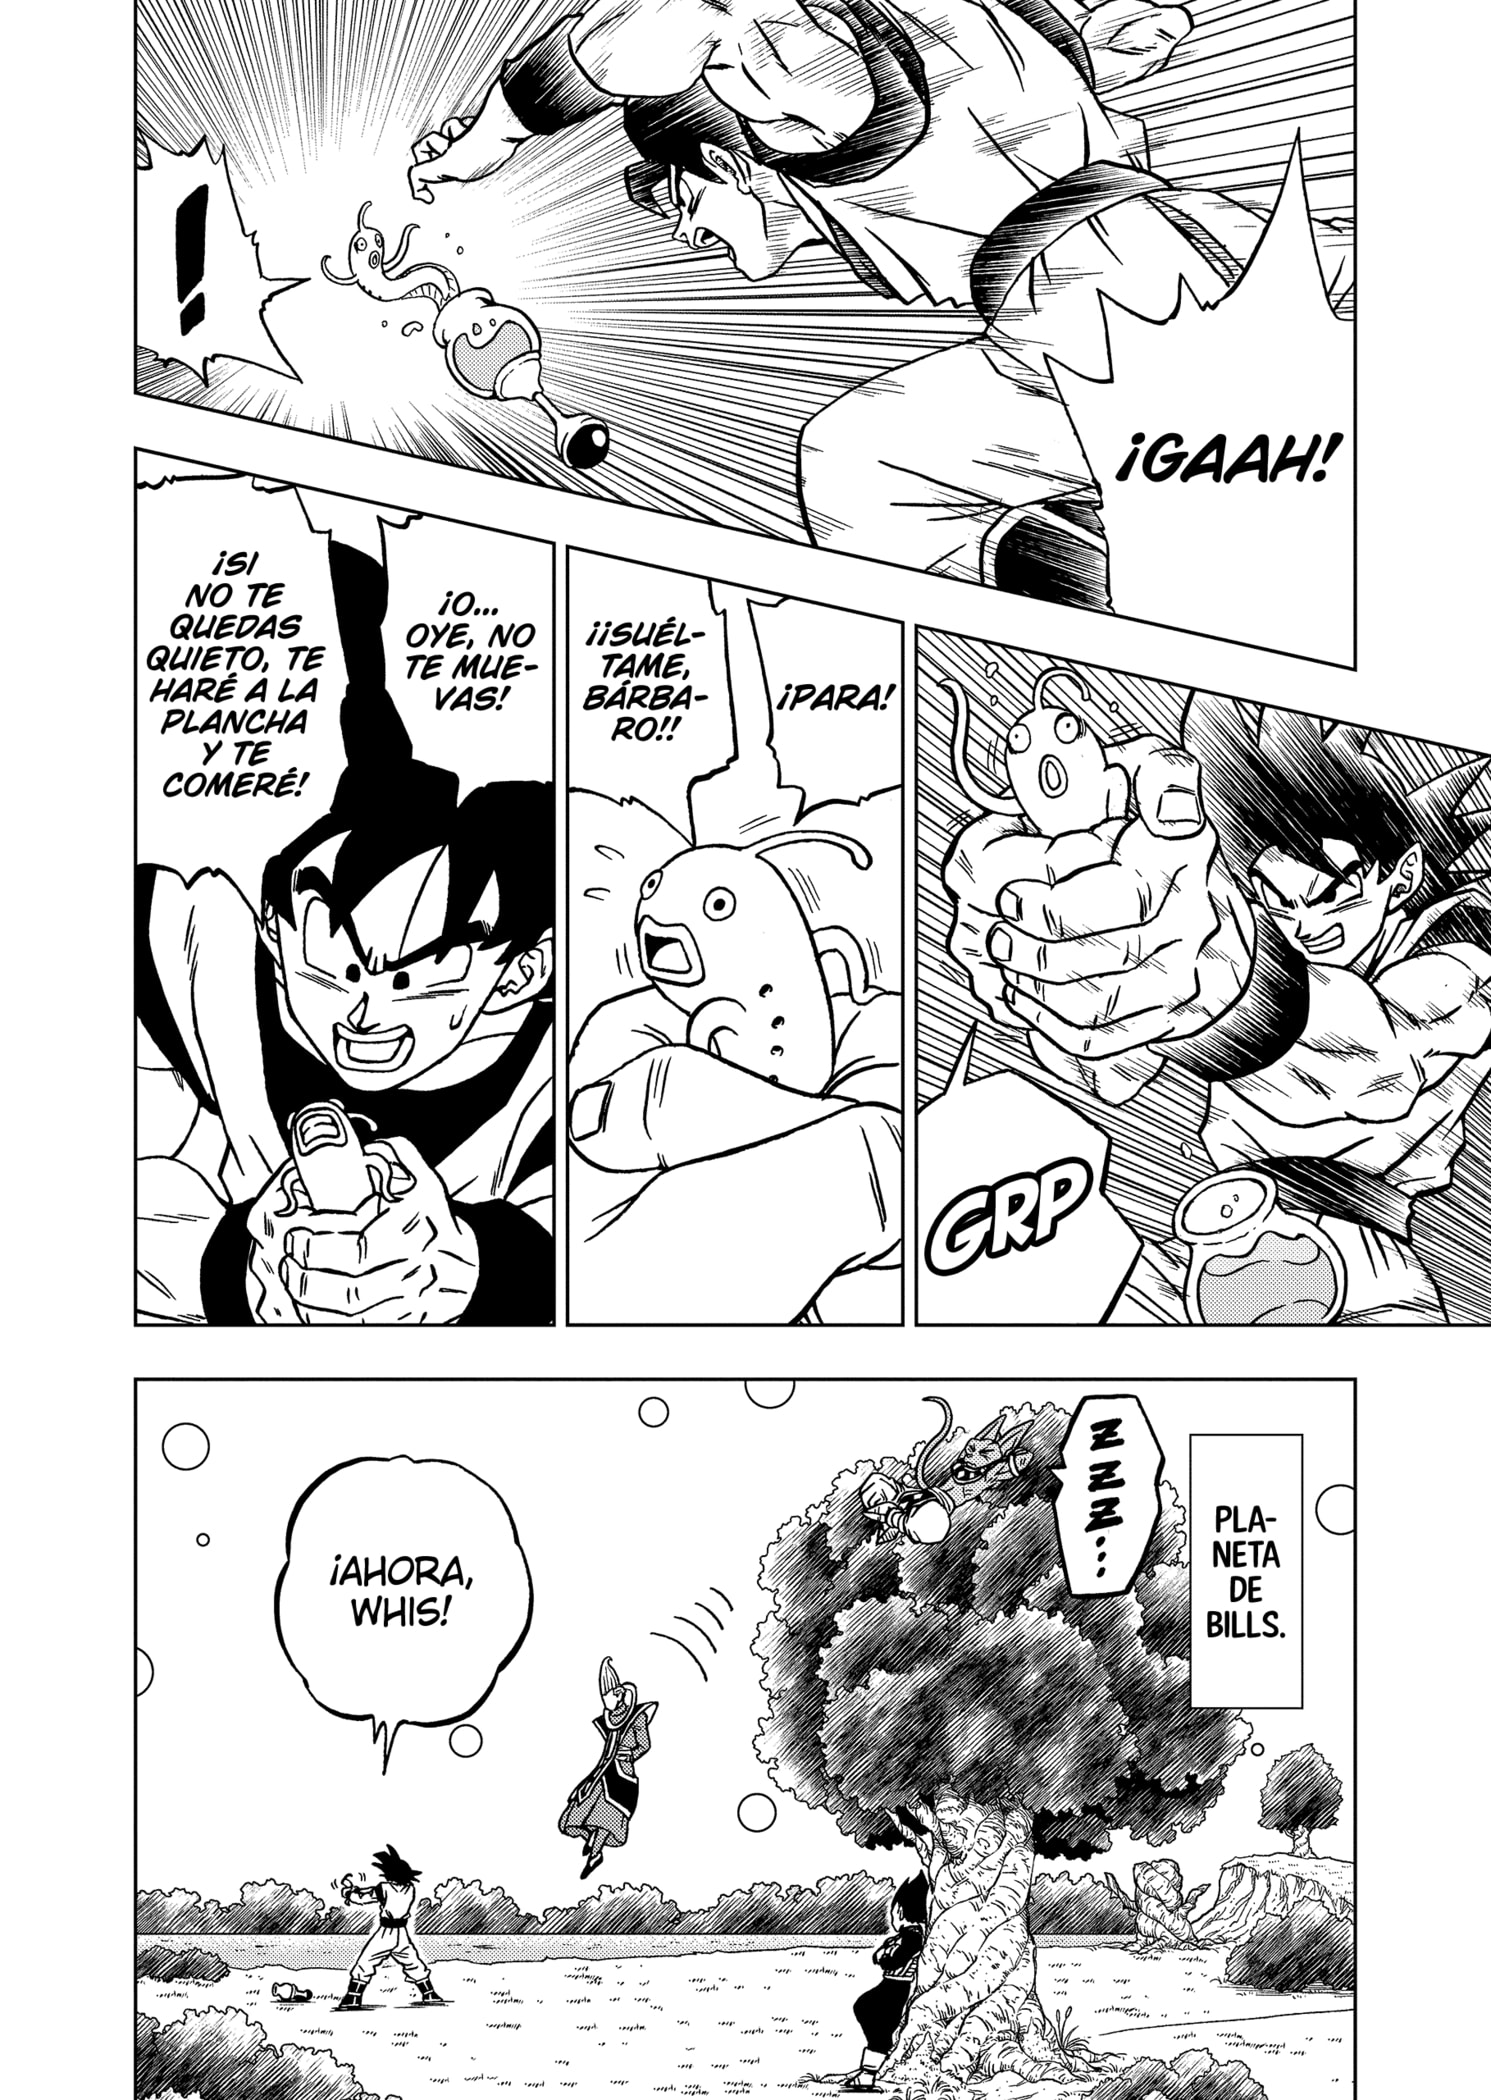 ¡GAAH!
!
GRP
¡PARA!
¡¡SUÉL-
TAME,
BÁRBA-
RO!!
¡O...
OYE, NO
TE MUE-
VAS!
¡SI
NO TE
QUEDAS
QUIETO, TE
HARÉ A LA
PLANCHA
Y TE
COMERÉ!
PLA-
NETA
DE
BILLS.
Z
Z
Z...
¡AHORA,
WHIS!